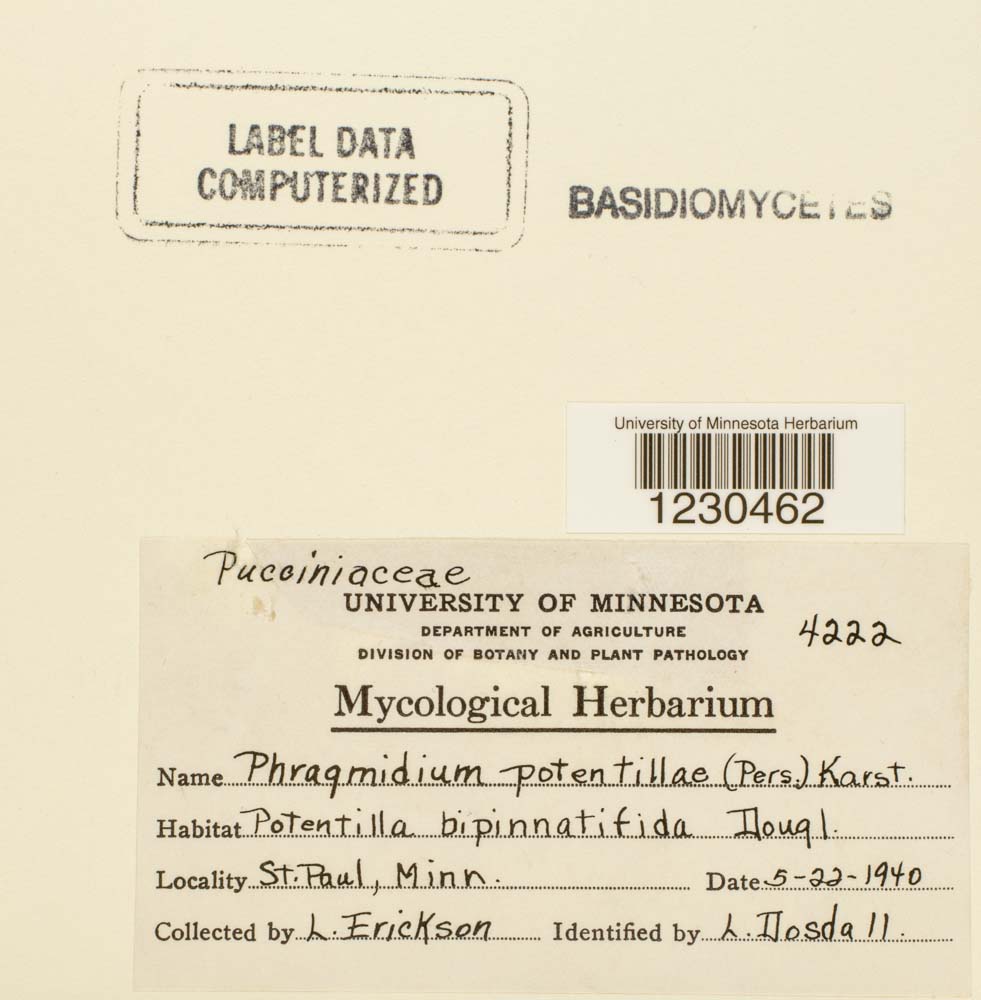 LABEL DATA
COMPUTERIZED
BASIDIOMYCETES
University of Minnesota Herbarium
1230462
Pucciniaceae
UNIVERSITY OF MINNESOTA
DEPARTMENT OF AGRICULTURE
4222
DIVISION OF BOTANY AND PLANT PATHOLOGY
Mycological Herbarium
Name Phragmidium potentillae (Pers.) Karst.
Habitat Potentilla bipinnatifida Dougl.
Locality St. Paul, Minn. Date 5-22-1940
Collected by L. Erickson Identified by L. Dosdall.